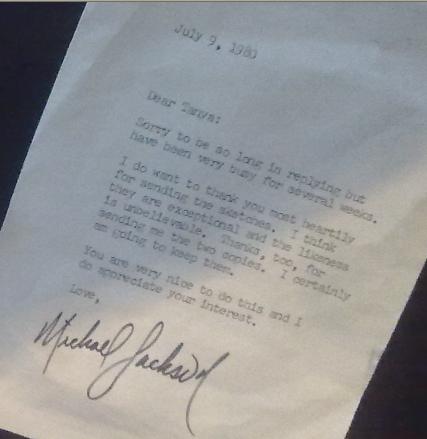 July 9, 1980
Dear Tanya:
Sorry to be so long in replying but
have been very busy for several weeks.
I do want to thank you most heartily
for sending the sketches. I think
they are exceptional and the likeness
is unbelievable. Thanks, too, for
sending me the two copies. I certainly
am going to keep them.
You are very nice to do this and I
do appreciate your interest.
Love,
Michael Jackson